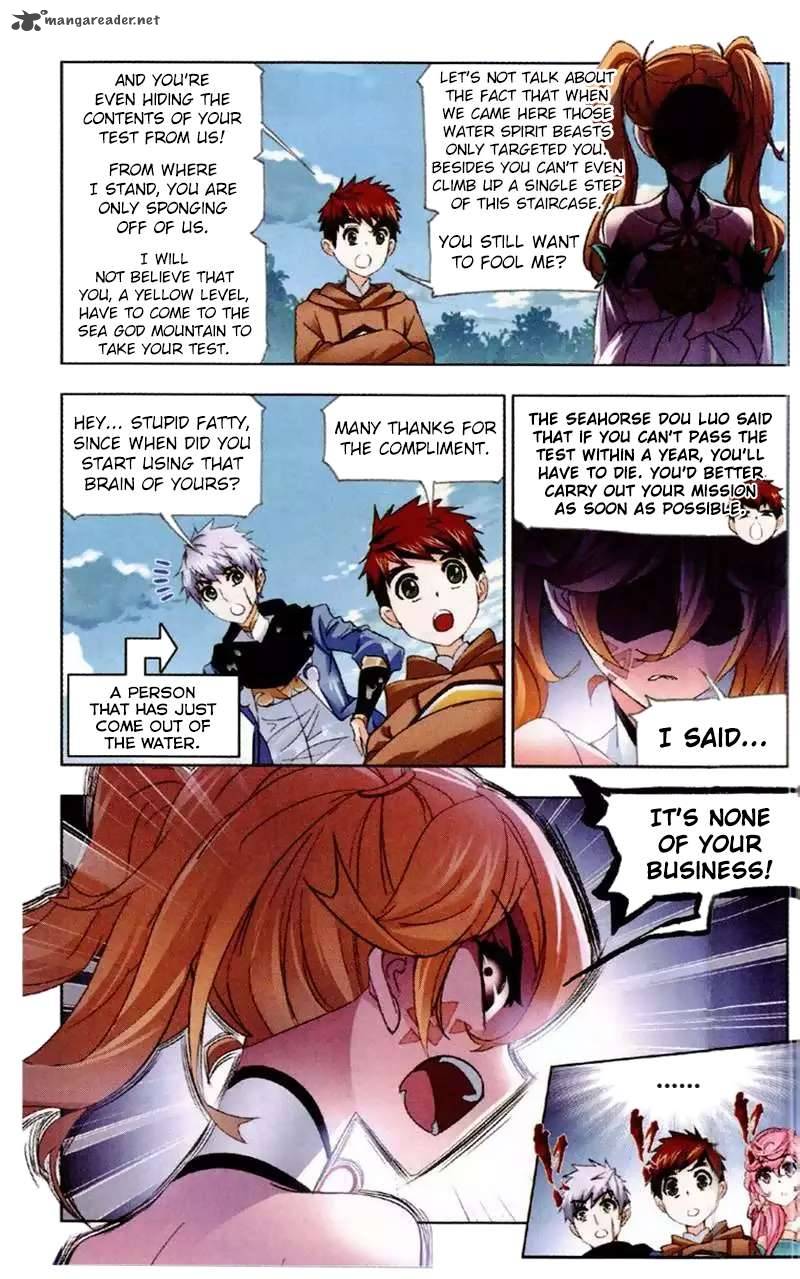 mangareader.net
LET'S NOT TALK ABOUT
THE FACT THAT WHEN
WE CAME HERE THOSE
WATER SPIRIT BEASTS
ONLY TARGETED YOU.
BESIDES YOU CAN'T EVEN
CLIMB UP A SINGLE STEP
OF THIS STAIRCASE.
YOU STILL WANT
TO FOOL ME?
AND YOU'RE
EVEN HIDING THE
CONTENTS OF YOUR
TEST FROM US!
FROM WHERE
I STAND, YOU ARE
ONLY SPONGING
OFF OF US.
I WILL
NOT BELIEVE THAT
YOU, A YELLOW LEVEL,
HAVE TO COME TO THE
SEA GOD MOUNTAIN TO
TAKE YOUR TEST.
THE SEAHORSE DOU LUO SAID
THAT IF YOU CAN'T PASS THE
TEST WITHIN A YEAR, YOU'LL
HAVE TO DIE. YOU'D BETTER
CARRY OUT YOUR MISSION
AS SOON AS POSSIBLE.
I SAID...
HEY... STUPID FATTY,
SINCE WHEN DID YOU
START USING THAT
BRAIN OF YOURS?
MANY THANKS FOR
THE COMPLIMENT.
A PERSON
THAT HAS JUST
COME OUT OF
THE WATER.
IT'S NONE
OF YOUR
BUSINESS!
......